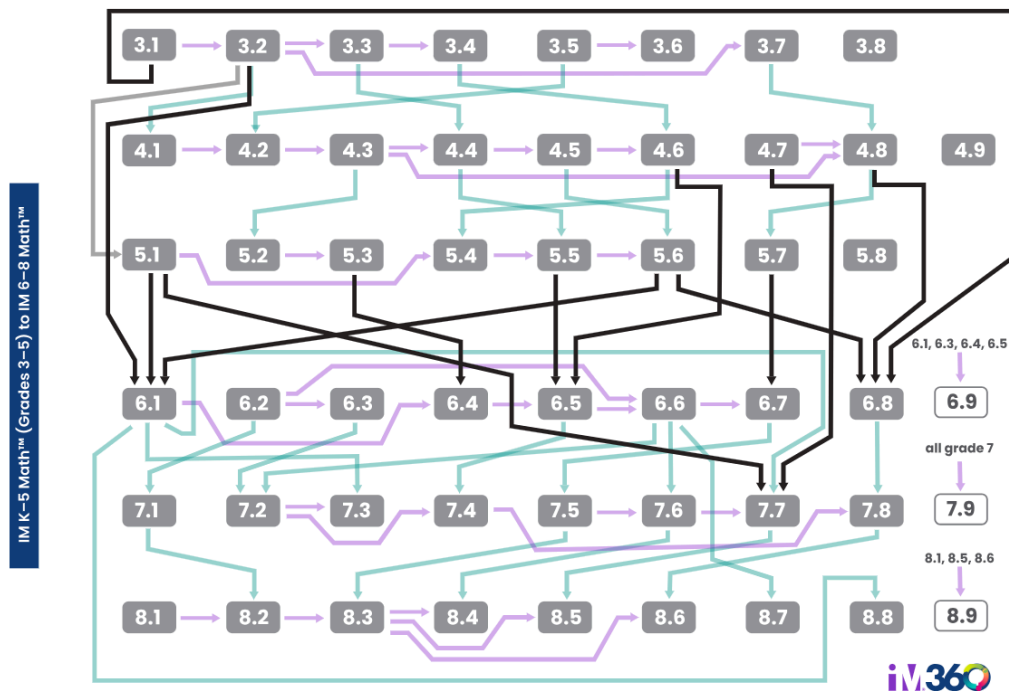 IM K–5 Math™ (Grades 3–5) to IM 6–8 Math™
3.1 3.2 3.3 3.4 3.5 3.6 3.7 3.8
4.1 4.2 4.3 4.4 4.5 4.6 4.7 4.8 4.9
5.1 5.2 5.3 5.4 5.5 5.6 5.7 5.8
6.1, 6.3, 6.4, 6.5
6.1 6.2 6.3 6.4 6.5 6.6 6.7 6.8 6.9
all grade 7
7.1 7.2 7.3 7.4 7.5 7.6 7.7 7.8 7.9
8.1, 8.5, 8.6
8.1 8.2 8.3 8.4 8.5 8.6 8.7 8.8 8.9
iM360